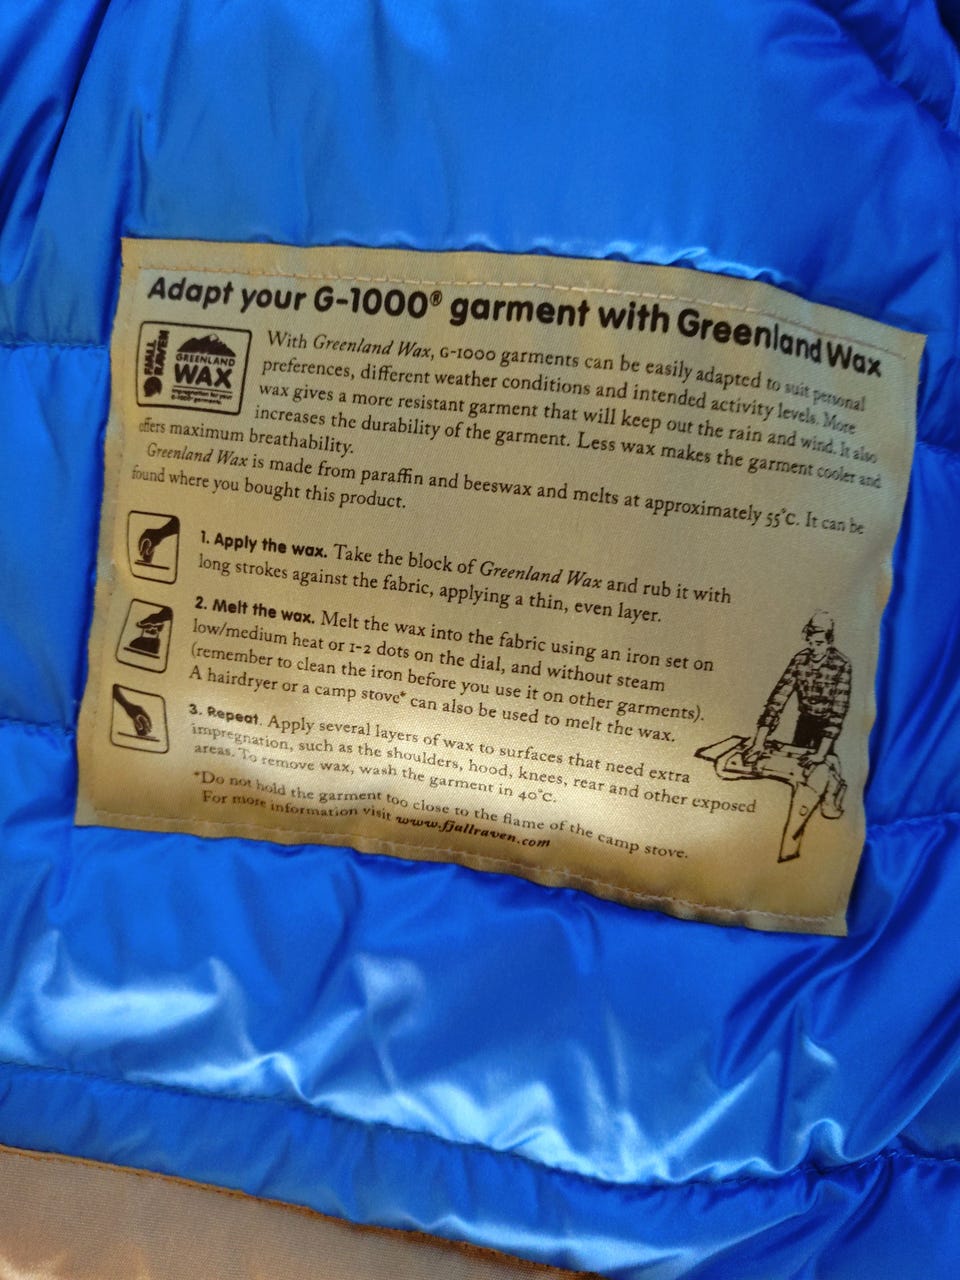 Adapt your G-1000® garment with Greenland Wax
FJÄLL
RÄVEN
GREENLAND
WAX
impregnation for your
G-1000-garments
With Greenland Wax, G-1000 garments can be easily adapted to suit personal
preferences, different weather conditions and intended activity levels. More
wax gives a more resistant garment that will keep out the rain and wind. It also
increases the durability of the garment. Less wax makes the garment cooler and
offers maximum breathability.
Greenland Wax is made from paraffin and beeswax and melts at approximately 55°C. It can be
found where you bought this product.
1. Apply the wax. Take the block of Greenland Wax and rub it with
long strokes against the fabric, applying a thin, even layer.
2. Melt the wax. Melt the wax into the fabric using an iron set on
low/medium heat or 1-2 dots on the dial, and without steam
(remember to clean the iron before you use it on other garments).
A hairdryer or a camp stove* can also be used to melt the wax.
3. Repeat. Apply several layers of wax to surfaces that need extra
impregnation, such as the shoulders, hood, knees, rear and other exposed
areas. To remove wax, wash the garment in 40°C.
*Do not hold the garment too close to the flame of the camp stove.
For more information visit www.fjallraven.com